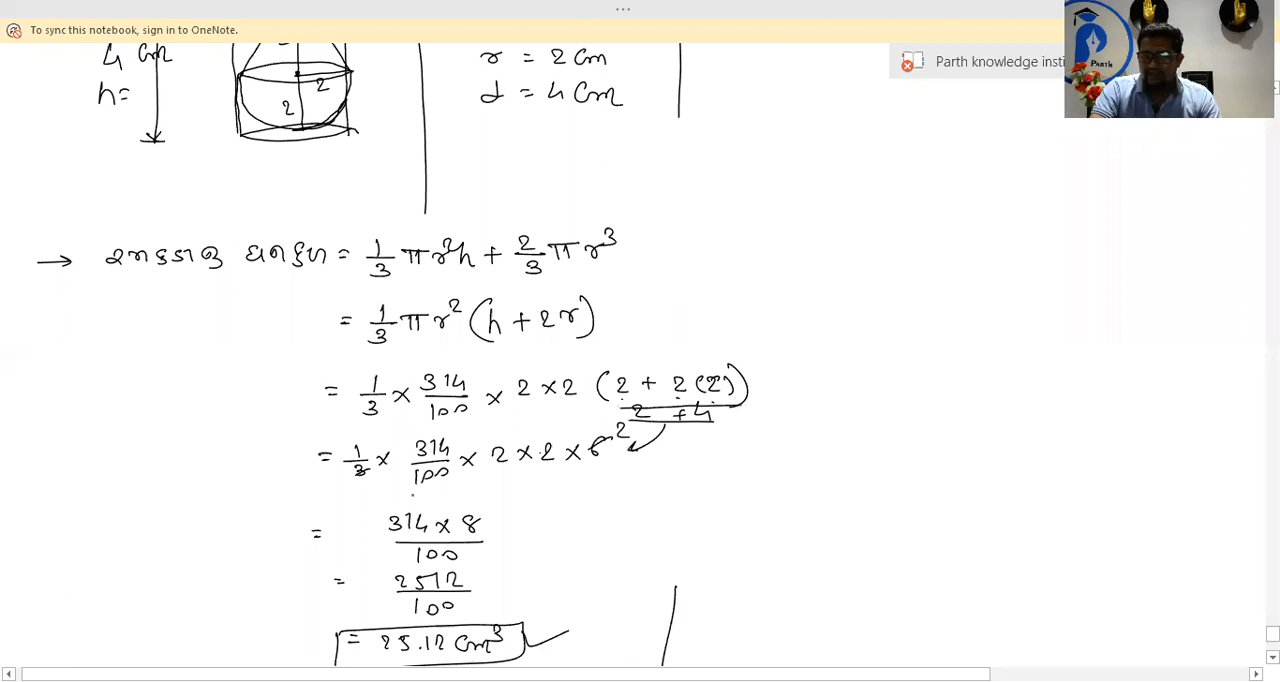 ...
To sync this notebook, sign in to OneNote.
Parth knowledge insti
PARTH
4 cm
h=
2
2
r = 2 cm
d = 4 cm
→ રમકડાનું ઘનફળ = 1/3 πr²h + 2/3 πr³
= 1/3 πr² (h + 2r)
= 1/3 × 314/100 × 2 × 2 (2 + 2(2))
2 + 4
= 1/3 × 314/100 × 2 × 2 × 6 2
= 314 × 8/100
= 2512/100
= 25.12 cm³